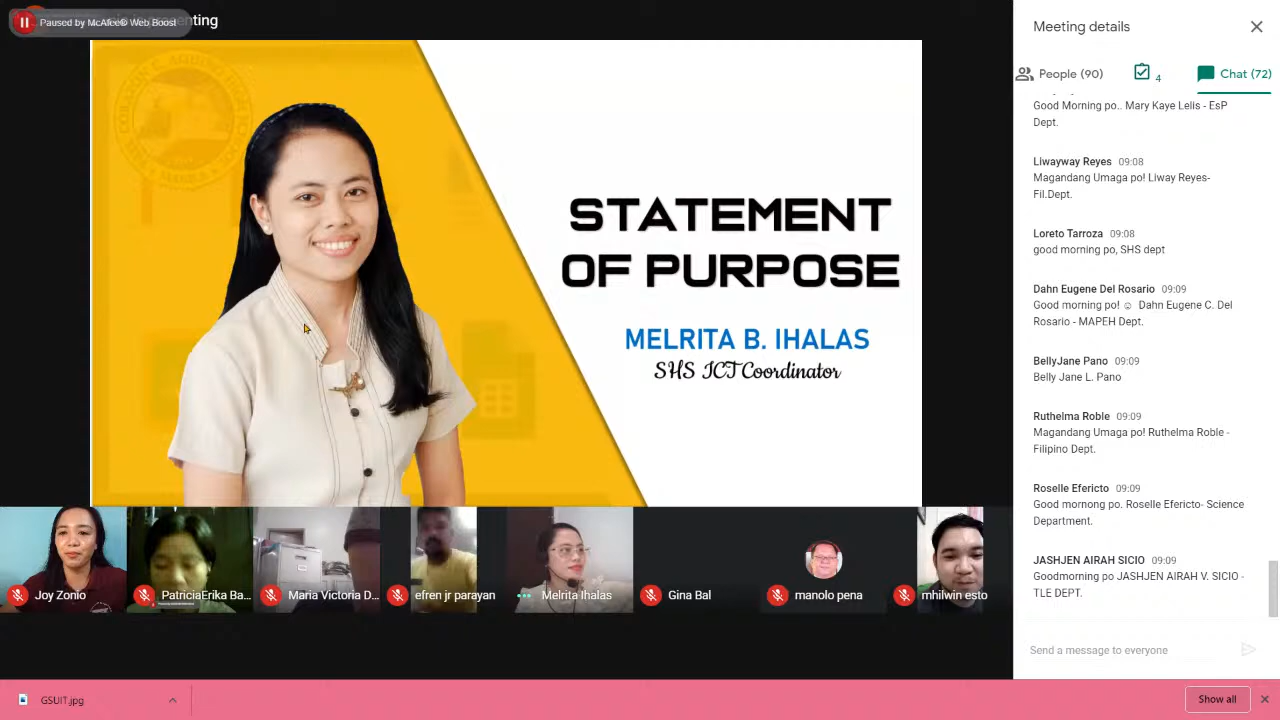 Paused by McAfee® Web Boost
nting
STATEMENT
OF PURPOSE
MELRITA B. IHALAS
SHS ICT Coordinator
Joy Zonio
PatriciaErika Ba...
Maria Victoria D...
efren jr parayan
Melrita Ihalas
Gina Bal
manolo pena
mhilwin esto
Meeting details
People (90)
4
Chat (72)
Good Morning po.. Mary Kaye Lelis - EsP
Dept.
Liwayway Reyes 09:08
Magandang Umaga po! Liway Reyes-
Fil.Dept.
Loreto Tarroza 09:08
good morning po, SHS dept
Dahn Eugene Del Rosario 09:09
Good morning po! ☺ Dahn Eugene C. Del
Rosario - MAPEH Dept.
BellyJane Pano 09:09
Belly Jane L. Pano
Ruthelma Roble 09:09
Magandang Umaga po! Ruthelma Roble -
Filipino Dept.
Roselle Efericto 09:09
Good mornong po. Roselle Efericto- Science
Department.
JASHJEN AIRAH SICIO 09:09
Goodmorning po JASHJEN AIRAH V. SICIO -
TLE DEPT.
Send a message to everyone
GSUIT.jpg
Show all